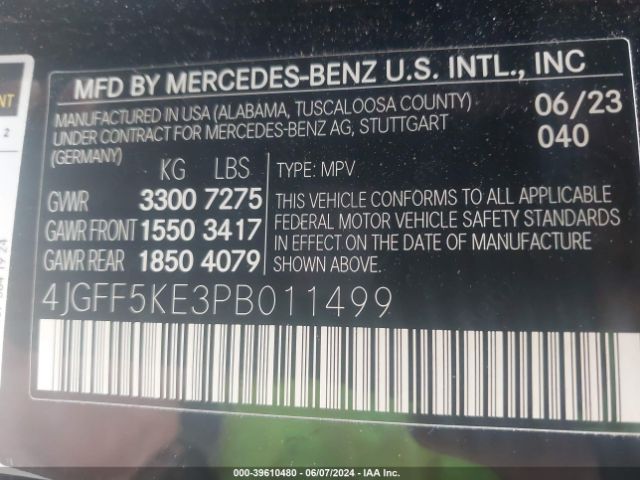 MFD BY MERCEDES-BENZ U.S. INTL., INC
MANUFACTURED IN USA (ALABAMA, TUSCALOOSA COUNTY) 06/23
UNDER CONTRACT FOR MERCEDES-BENZ AG, STUTTGART 040
(GERMANY)
KG LBS TYPE: MPV
GVWR 3300 7275
GAWR FRONT 1550 3417
GAWR REAR 1850 4079
THIS VEHICLE CONFORMS TO ALL APPLICABLE
FEDERAL MOTOR VEHICLE SAFETY STANDARDS
IN EFFECT ON THE DATE OF MANUFACTURE
SHOWN ABOVE.
4JGFF5KE3PB011499
2
000-39610480 - 06/07/2024 - IAA Inc.